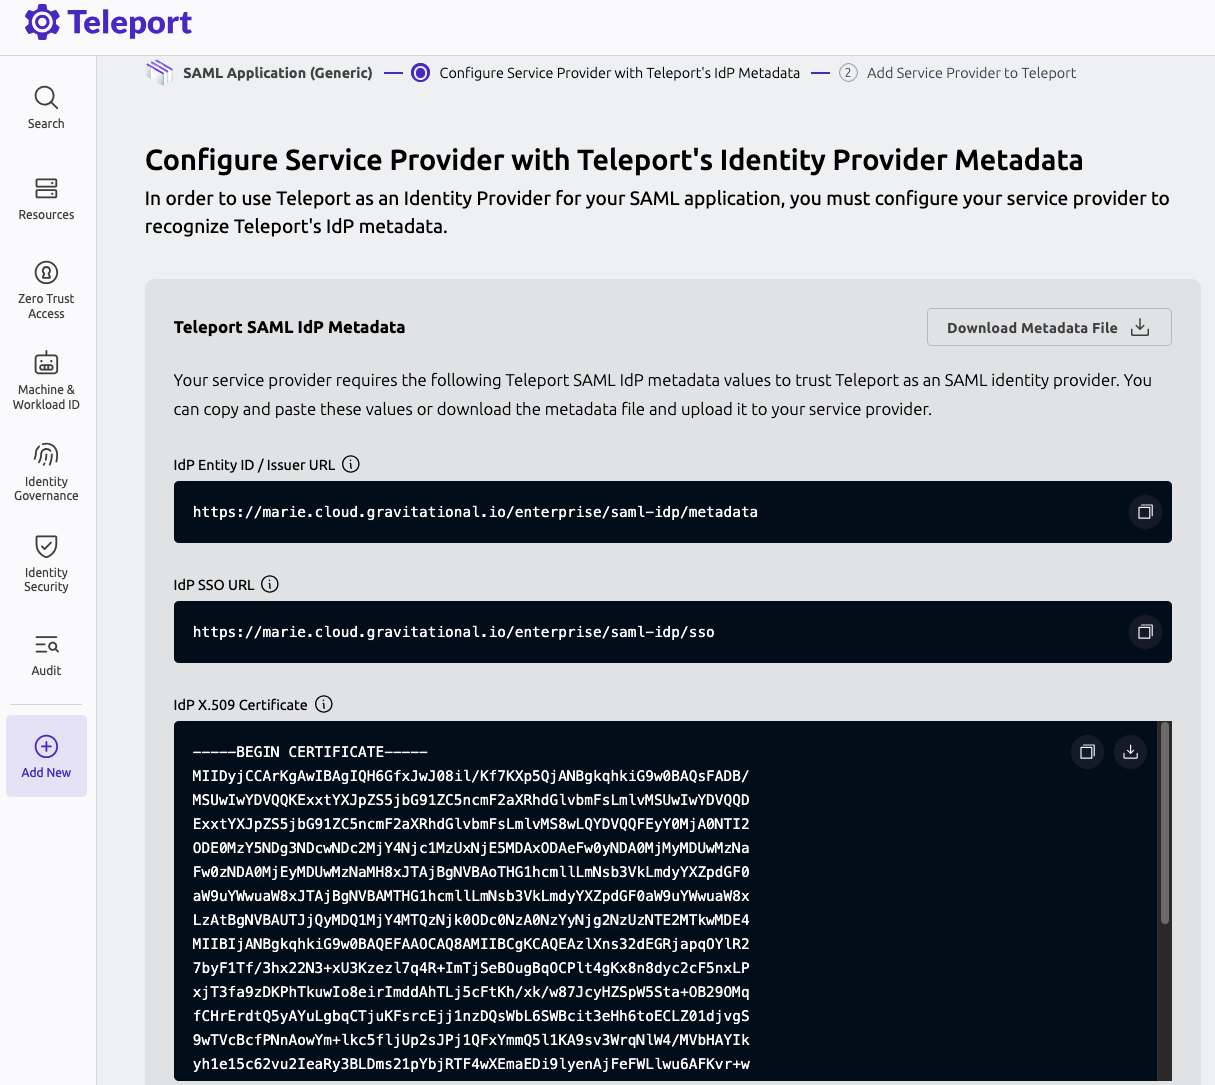 Teleport
SAML Application (Generic)
Configure Service Provider with Teleport's IdP Metadata
2
Add Service Provider to Teleport
Search
Resources
Zero Trust
Access
Machine &
Workload ID
Identity
Governance
Identity
Security
Audit
Add New
Configure Service Provider with Teleport's Identity Provider Metadata
In order to use Teleport as an Identity Provider for your SAML application, you must configure your service provider to
recognize Teleport's IdP metadata.
Teleport SAML IdP Metadata
Download Metadata File
Your service provider requires the following Teleport SAML IdP metadata values to trust Teleport as an SAML identity provider. You
can copy and paste these values or download the metadata file and upload it to your service provider.
IdP Entity ID / Issuer URL
https://marie.cloud.gravitational.io/enterprise/saml-idp/metadata
IdP SSO URL
https://marie.cloud.gravitational.io/enterprise/saml-idp/sso
IdP X.509 Certificate
-----BEGIN CERTIFICATE-----
MIIDyjCCArKgAwIBAgIQH6GfxJwJ08il/Kf7KXp5QjANBgkqhkiG9w0BAQsFADB/
MSUwIwYDVQQKExxtYXJpZS5jbG91ZC5ncmF2aXRhdGlvbmFsLmlvMSUwIwYDVQQD
ExxtYXJpZS5jbG91ZC5ncmF2aXRhdGlvbmFsLmlvMS8wLQYDVQQFEyY0MjA0NTI2
ODE0MzY5NDg3NDcwNDc2MjY4Njc1MzUxNjE5MDAxODAeFw0yNDA0MjMyMDUwMzNa
Fw0zNDA0MjEyMDUwMzNaMH8xJTAjBgNVBAoTHG1hcmllLmNsb3VkLmdyYXZpdGF0
aW9uYWwuaW8xJTAjBgNVBAMTHG1hcmllLmNsb3VkLmdyYXZpdGF0aW9uYWwuaW8x
LzAtBgNVBAUTJjQyMDQ1MjY4MTQzNjk0ODc0NzA0NzYyNjg2NzUzNTE2MTkwMDE4
MIIBIjANBgkqhkiG9w0BAQEFAAOCAQ8AMIIBCgKCAQEAzlXns32dEGRjapqOYlR2
7byF1Tf/3hx22N3+xU3Kzezl7q4R+ImTjSeBOugBqOCPlt4gKx8n8dyc2cF5nxLP
xjT3fa9zDKPhTkuwIo8eirImddAhTLj5cFtKh/xk/w87JcyHZSpW5Sta+OB29OMq
fCHrErdtQ5yAYuLgbqCTjuKFsrcEjj1nzDQsWbL6SWBcit3eHh6toECLZ01djvgS
9wTVcBcfPNnAowYm+lkc5fljUp2sJPj1QFxYmmQ5l1KA9sv3WrqNlW4/MVbHAYIk
yh1e15c62vu2IeaRy3BLDms21pYbjRTF4wXEmaEDi9lyenAjFeFWLlwu6AFKvr+w